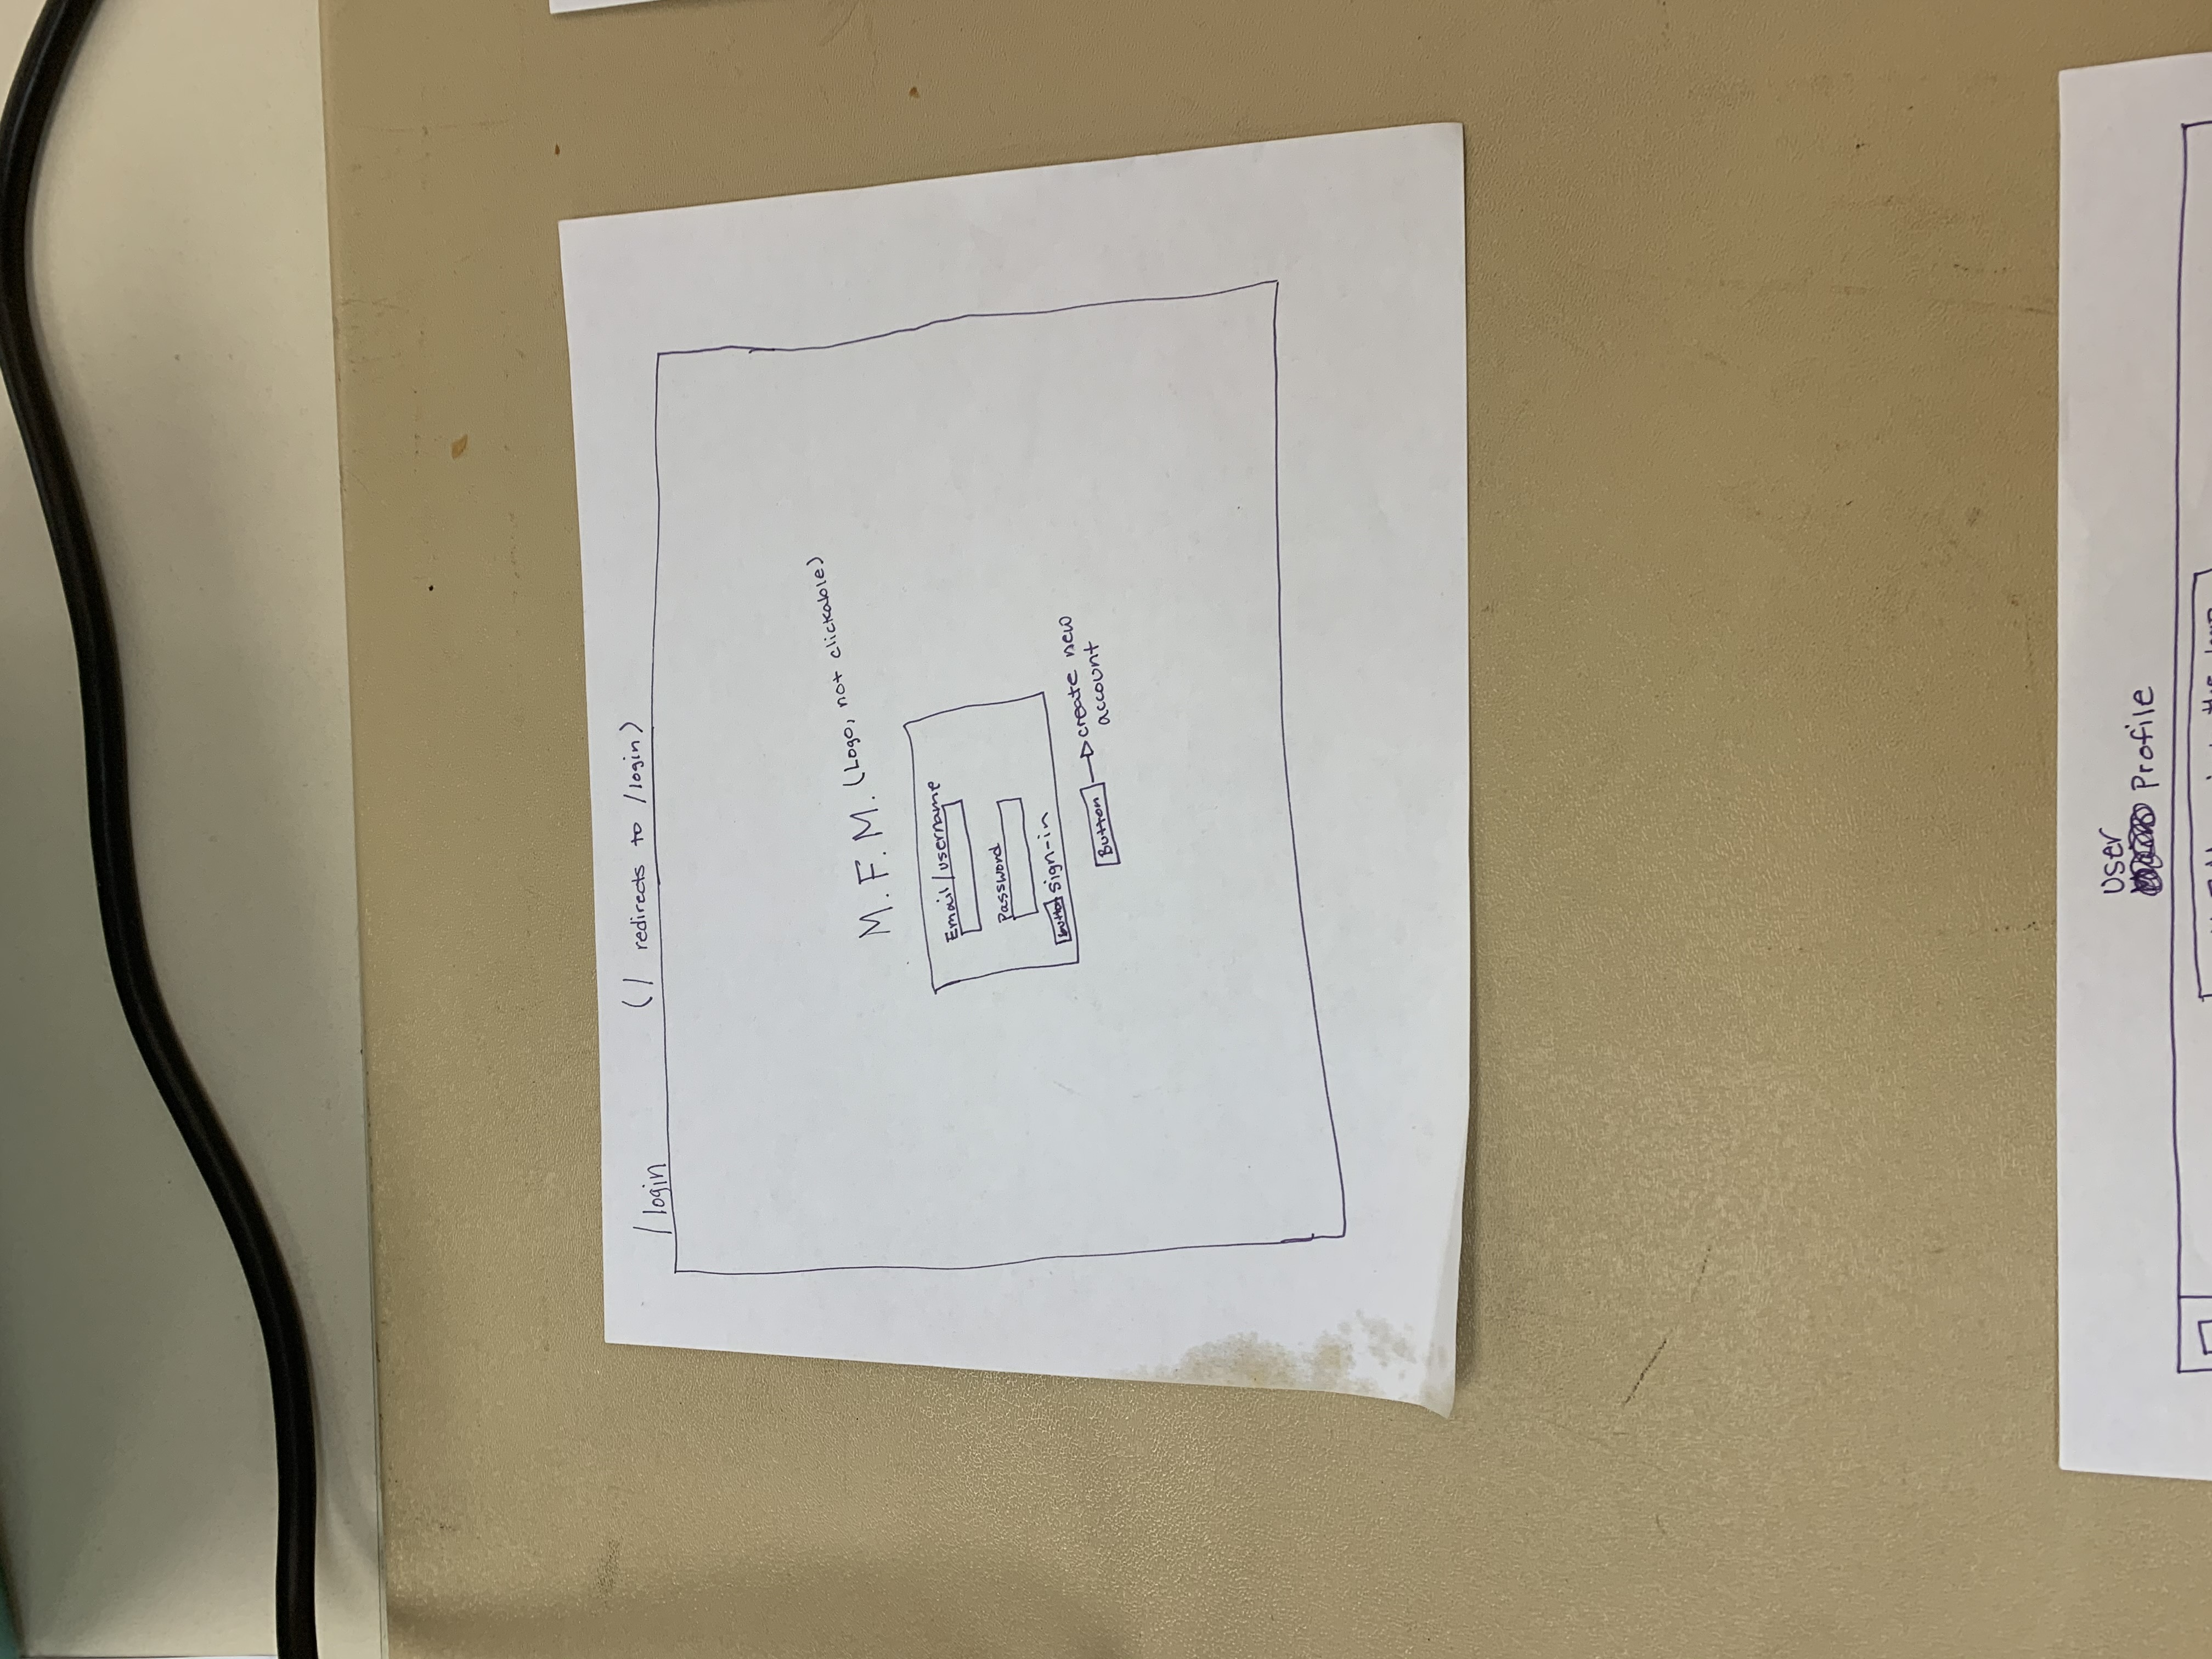 /login
(/ redirects to /login)
M. F. M. (Logo, not clickable)
Email/username
Password
button sign-in
Button
create new
account
User
Profile